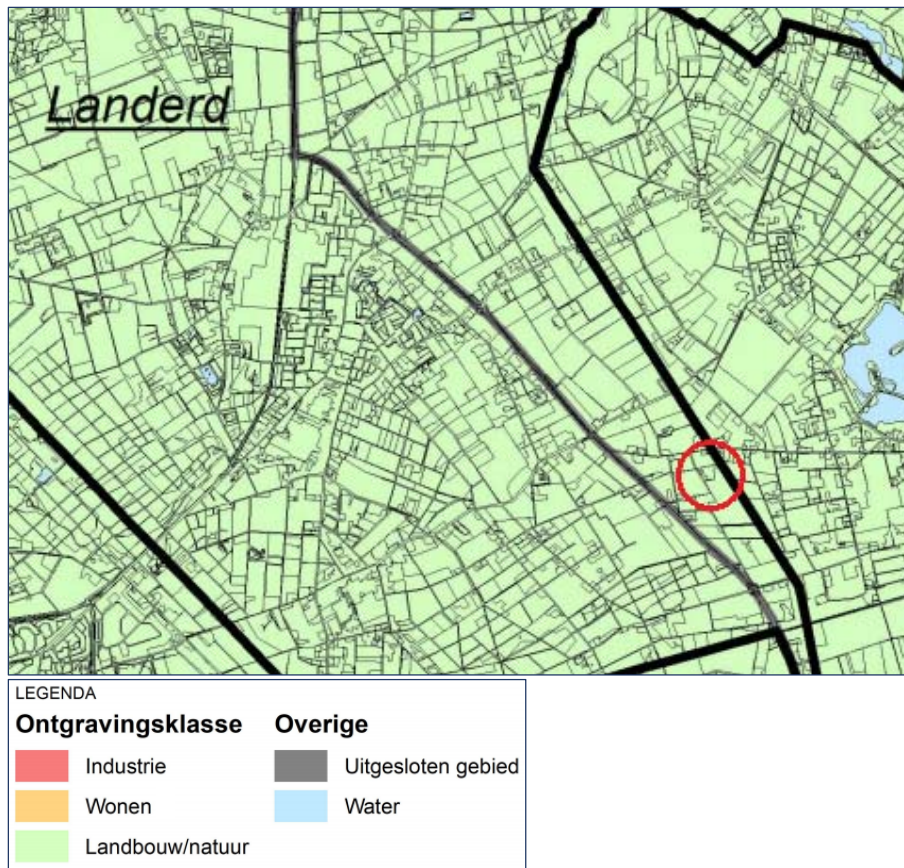 Landerd
LEGENDA
Ontgravingsklasse Overige
Industrie Uitgesloten gebied
Wonen Water
Landbouw/natuur